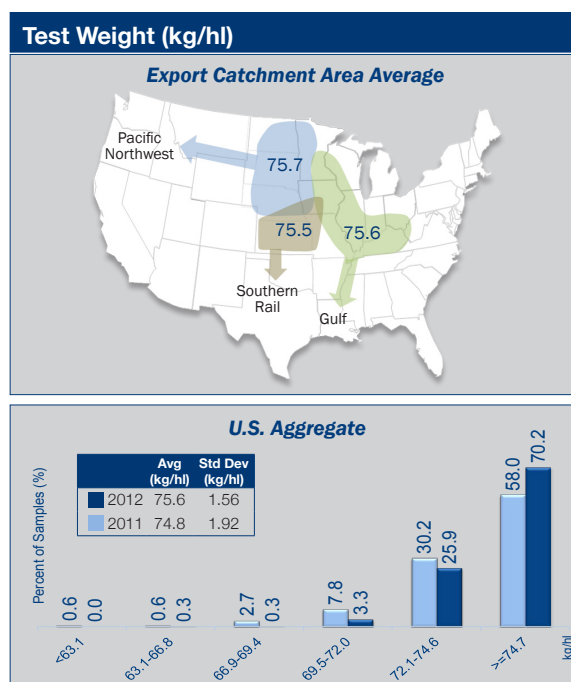 Test Weight (kg/hl)
Export Catchment Area Average
Pacific
Northwest
75.7
75.5
75.6
Southern
Rail
Gulf
U.S. Aggregate
Avg Std Dev
(kg/hl) (kg/hl)
2012 75.6 1.56
2011 74.8 1.92
Percent of Samples (%)
0.6 0.0 0.6 0.3 2.7 0.3 7.8 3.3 30.2 25.9 58.0 70.2
<63.1 63.1-66.8 66.9-69.4 69.5-72.0 72.1-74.6 >=74.7 kg/hl